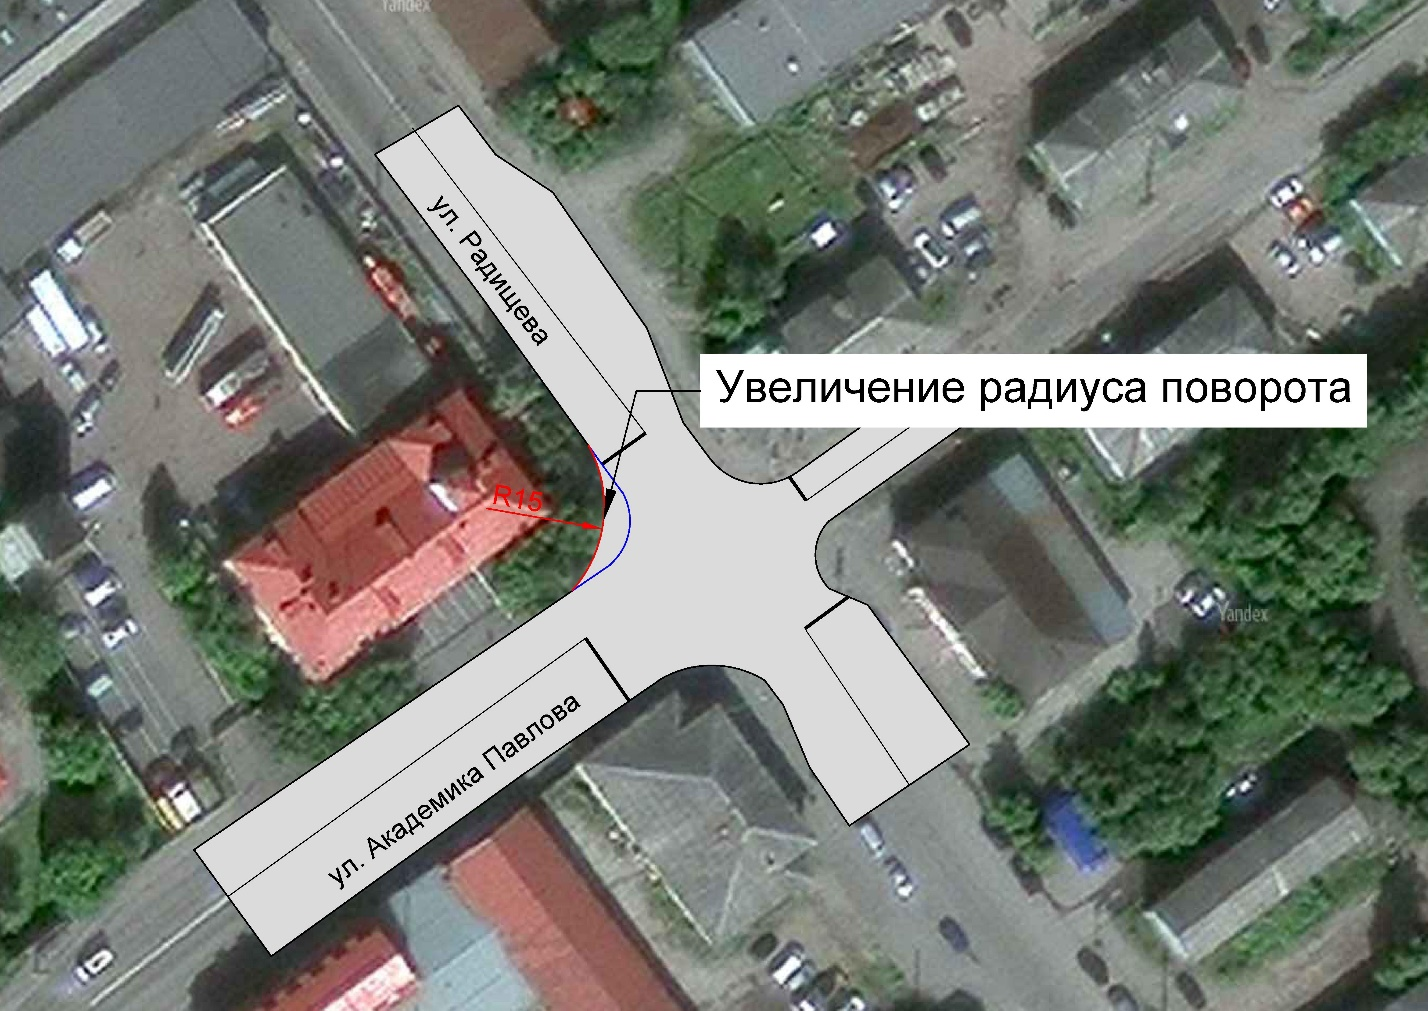 Yandex
ул. Радищева
Увеличение радиуса поворота
R15
Yandex
ул. Академика Павлова